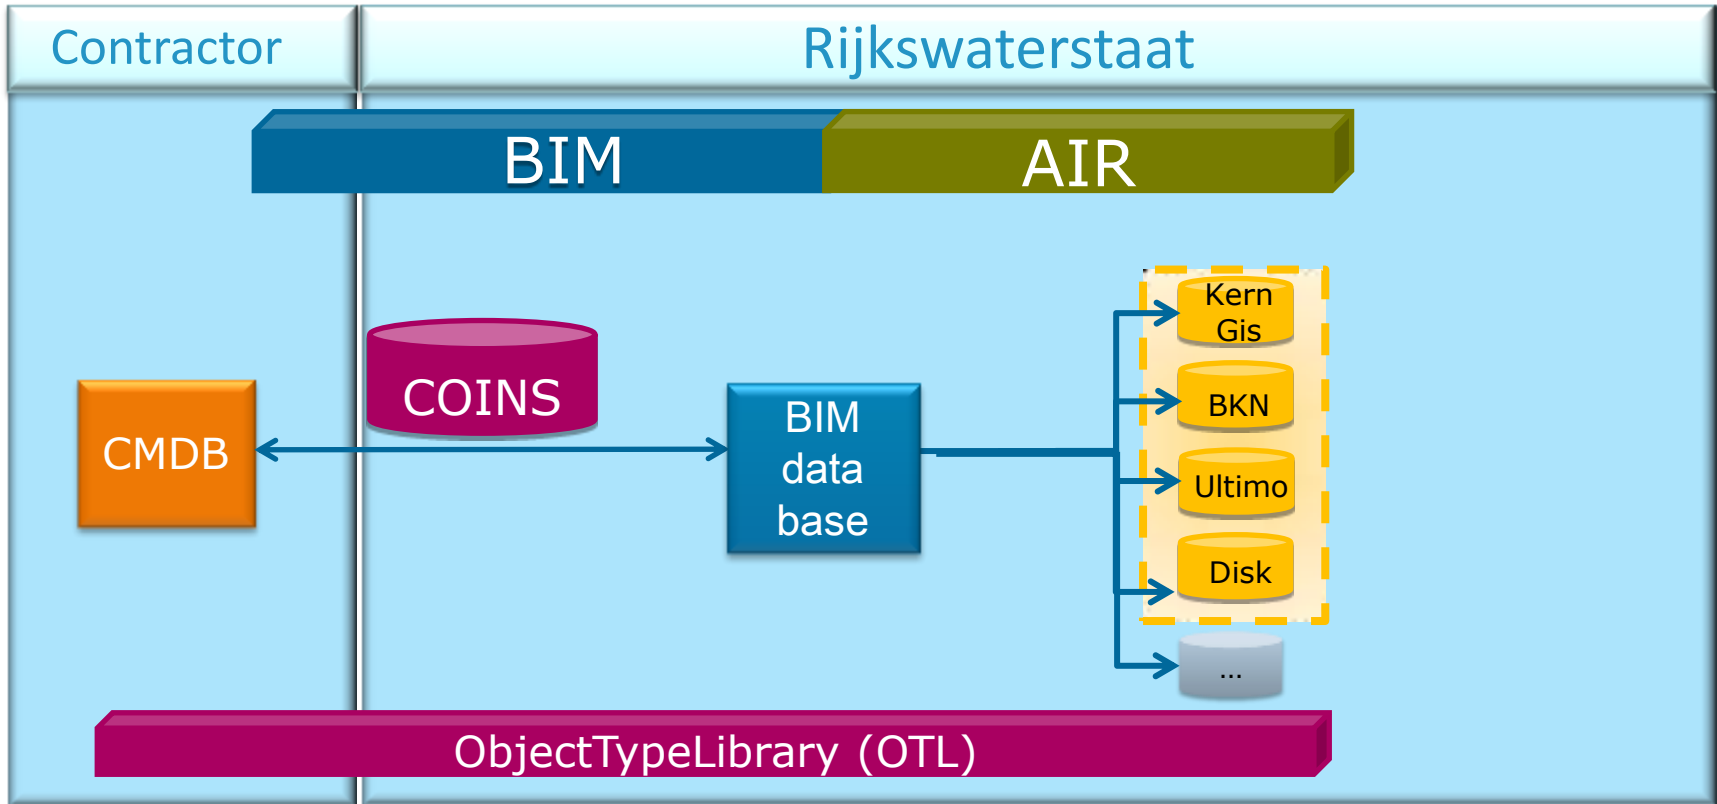 Contractor
Rijkswaterstaat
BIM
AIR
COINS
CMDB
BIM
data
base
Kern
Gis
BKN
Ultimo
Disk
...
ObjectTypeLibrary (OTL)